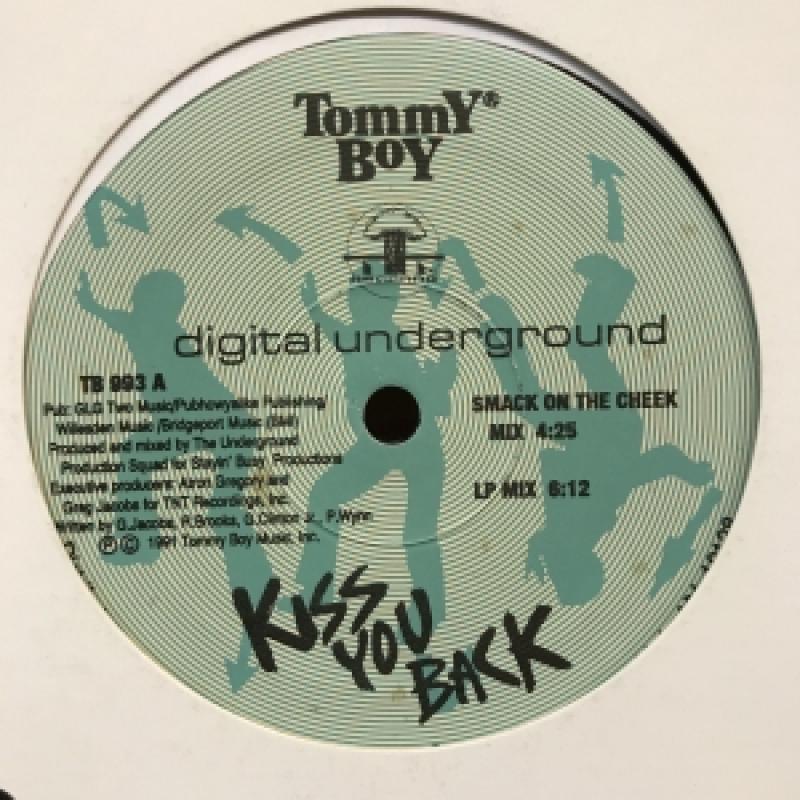 Tommy®
Boy
digital underground
TB 993 A
Pub: GLG Two Music/Pubhowyalike Publishing/
Willesden Music /Bridgeport Music (BMI)
Produced and mixed by The Underground
Production Squad for Stayin' Busy Productions
Executive producers: Atron Gregory and
Greg Jacobs for TNT Recordings, Inc.
Written by G.Jacobs, R.Brooks, G.Clinton Jr., P.Wynn
Ⓟ © 1991 Tommy Boy Music, Inc.
SMACK ON THE CHEEK
MIX 4:25
LP MIX 6:12
KISS
YOU
BACK